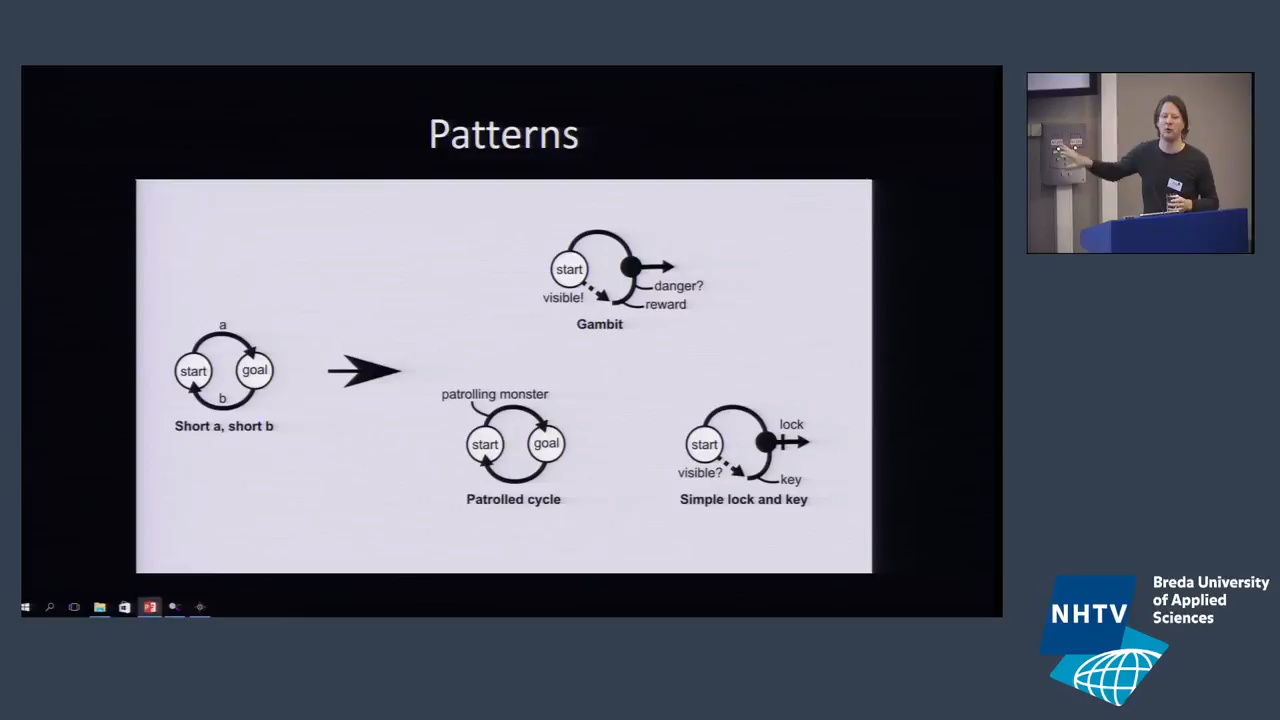 Patterns
start
visible!
danger?
reward
Gambit
a
start
goal
b
Short a, short b
patrolling monster
start
goal
Patrolled cycle
lock
start
visible?
key
Simple lock and key
NHTV
Breda University
of Applied
Sciences